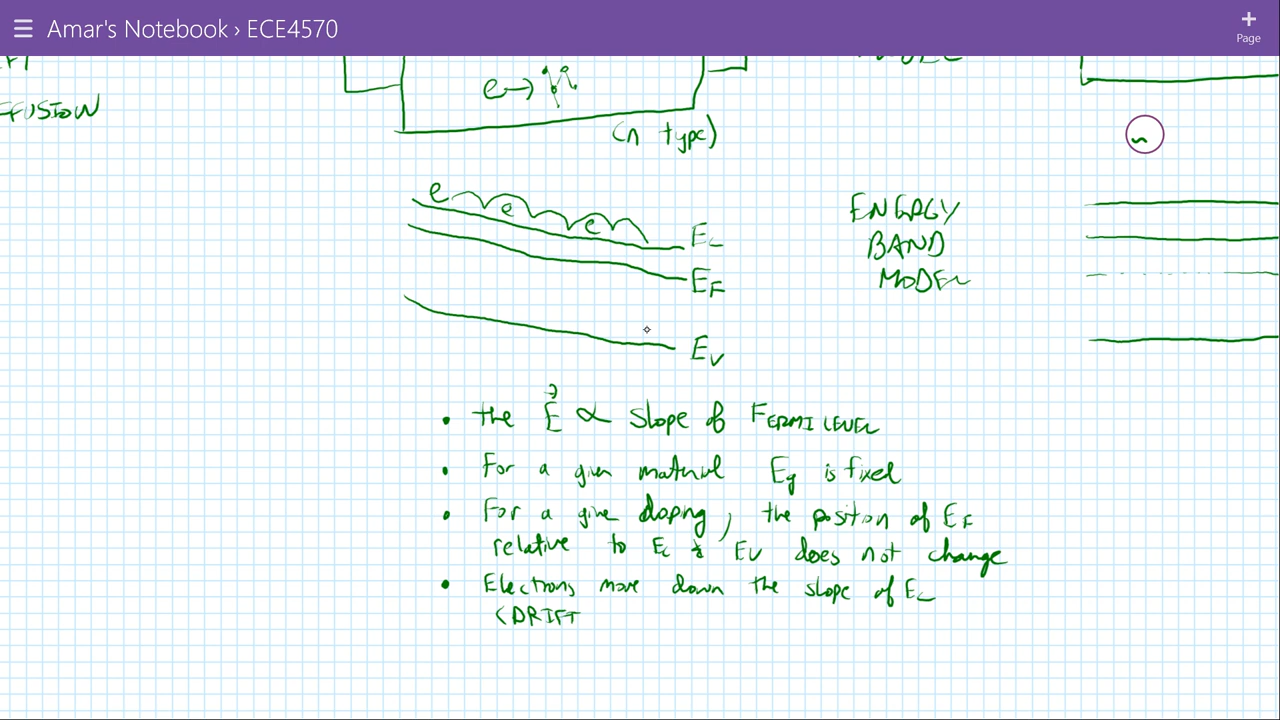 Amar's Notebook › ECE4570
Page
FFUSION
e→
(n type)
e e e
EC
EF
EV
ENERGY
BAND
MODEL
n
• the E ∝ slope of FERMI LEVEL
• For a given material Eg is fixed
• For a give doping, the position of EF
relative to EC & EV does not change
• Electrons move down the slope of EC
(DRIFT